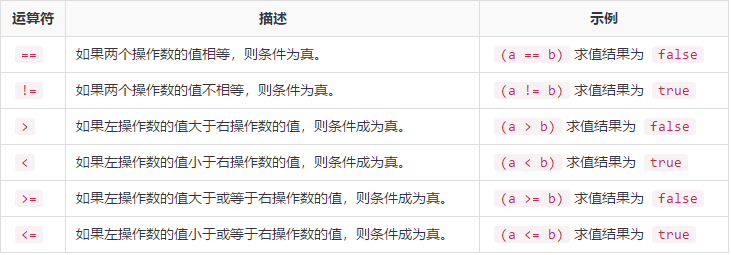 运算符 描述 示例
== 如果两个操作数的值相等，则条件为真。 (a == b) 求值结果为 false
!= 如果两个操作数的值不相等，则条件为真。 (a != b) 求值结果为 true
> 如果左操作数的值大于右操作数的值，则条件成为真。 (a > b) 求值结果为 false
< 如果左操作数的值小于右操作数的值，则条件成为真。 (a < b) 求值结果为 true
>= 如果左操作数的值大于或等于右操作数的值，则条件成为真。 (a >= b) 求值结果为 false
<= 如果左操作数的值小于或等于右操作数的值，则条件成为真。 (a <= b) 求值结果为 true